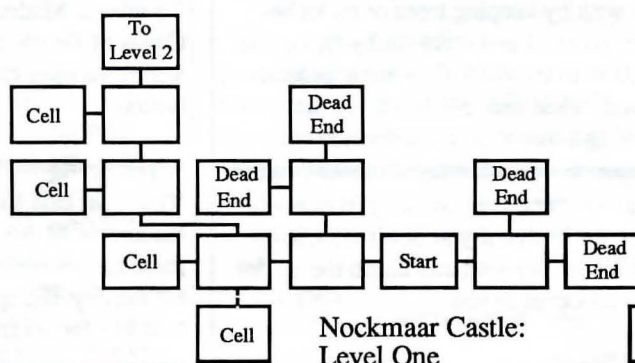 To
Level 2
Cell
Dead
End
Cell
Dead
End
Dead
End
Cell
Start
Dead
End
Cell
Nockmaar Castle:
Level One